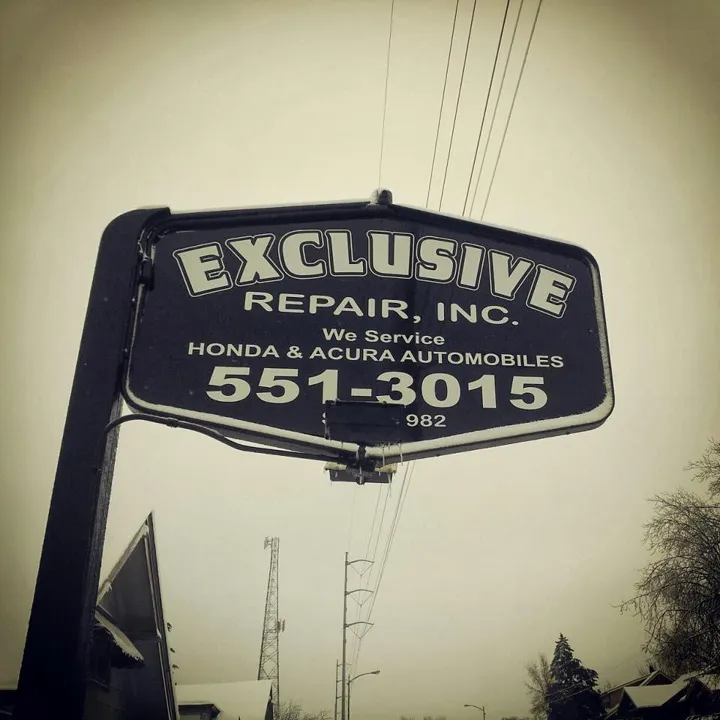 EXCLUSIVE
REPAIR, INC.
We Service
HONDA & ACURA AUTOMOBILES
551-3015
982